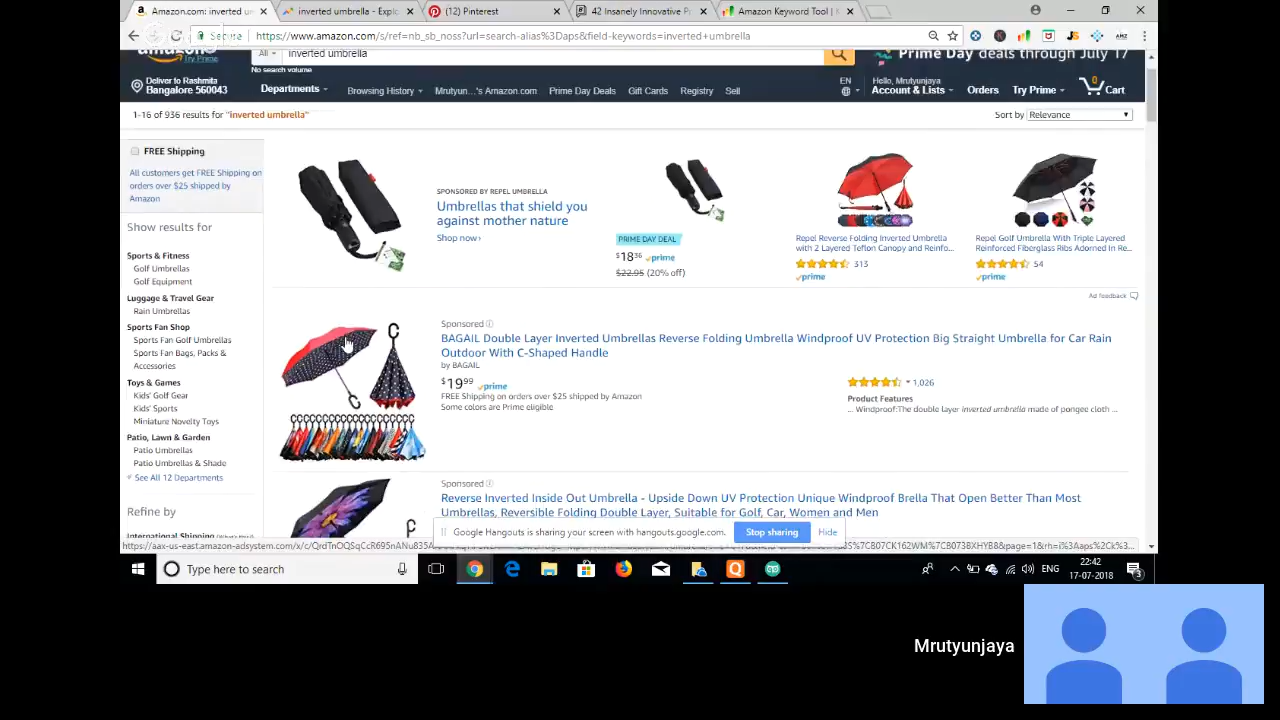 Amazon.com: inverted um
inverted umbrella - Explo
(12) Pinterest
42 Insanely Innovative P
Amazon Keyword Tool | K
Secure
https://www.amazon.com/s/ref=nb_sb_noss?url=search-alias%3Daps&field-keywords=inverted+umbrella
amazon
Try Prime
All
inverted umbrella
No search volume
Prime Day deals through July 17
Deliver to Rashmita
Bangalore 560043
Departments
Browsing History
Mrutyun...'s Amazon.com
Prime Day Deals
Gift Cards
Registry
Sell
EN
Hello, Mrutyunjaya
Account & Lists
Orders
Try Prime
0
Cart
1-16 of 936 results for "inverted umbrella"
Sort by
Relevance
FREE Shipping
All customers get FREE Shipping on
orders over $25 shipped by
Amazon
Show results for
Sports & Fitness
Golf Umbrellas
Golf Equipment
Luggage & Travel Gear
Rain Umbrellas
Sports Fan Shop
Sports Fan Golf Umbrellas
Sports Fan Bags, Packs &
Accessories
Toys & Games
Kids' Golf Gear
Kids' Sports
Miniature Novelty Toys
Patio, Lawn & Garden
Patio Umbrellas
Patio Umbrellas & Shade
See All 12 Departments
Refine by
International Shipping (What's this?)
SPONSORED BY REPEL UMBRELLA
Umbrellas that shield you
against mother nature
Shop now›
PRIME DAY DEAL
$18 36 prime
$22.95 (20% off)
Repel Reverse Folding Inverted Umbrella
with 2 Layered Teflon Canopy and Reinfo...
313
prime
Repel Golf Umbrella With Triple Layered
Reinforced Fiberglass Ribs Adorned In Re...
54
prime
Ad feedback
Sponsored
BAGAIL Double Layer Inverted Umbrellas Reverse Folding Umbrella Windproof UV Protection Big Straight Umbrella for Car Rain
Outdoor With C-Shaped Handle
by BAGAIL
$19 99 prime
FREE Shipping on orders over $25 shipped by Amazon
Some colors are Prime eligible
1,026
Product Features
... Windproof:The double layer inverted umbrella made of pongee cloth ...
Sponsored
Reverse Inverted Inside Out Umbrella - Upside Down UV Protection Unique Windproof Brella That Open Better Than Most
Umbrellas, Reversible Folding Double Layer, Suitable for Golf, Car, Women and Men
Google Hangouts is sharing your screen with hangouts.google.com.
Stop sharing
Hide
Type here to search
ENG
22:42
17-07-2018
3
Mrutyunjaya